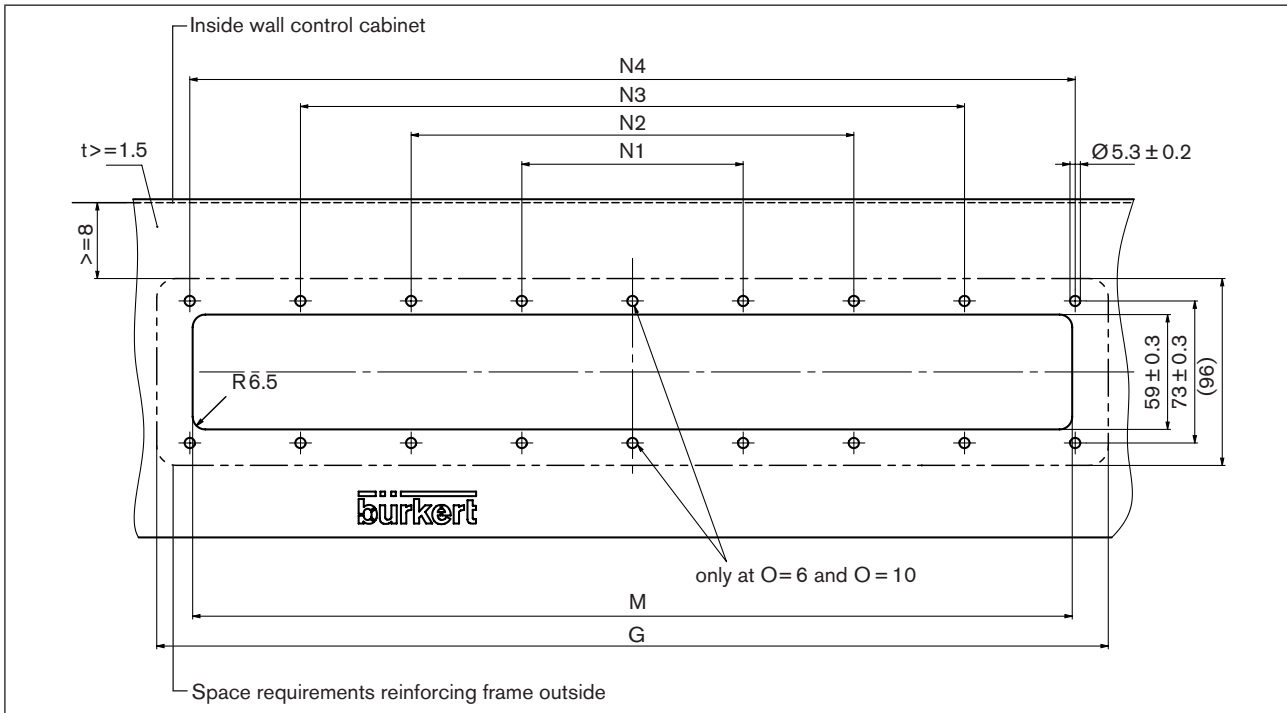 Inside wall control cabinet
N4
N3
N2
N1
t>=1.5
Ø5.3±0.2
>=8
R6.5
59±0.3
73±0.3
(96)
bürkert
only at O=6 and O=10
M
G
Space requirements reinforcing frame outside